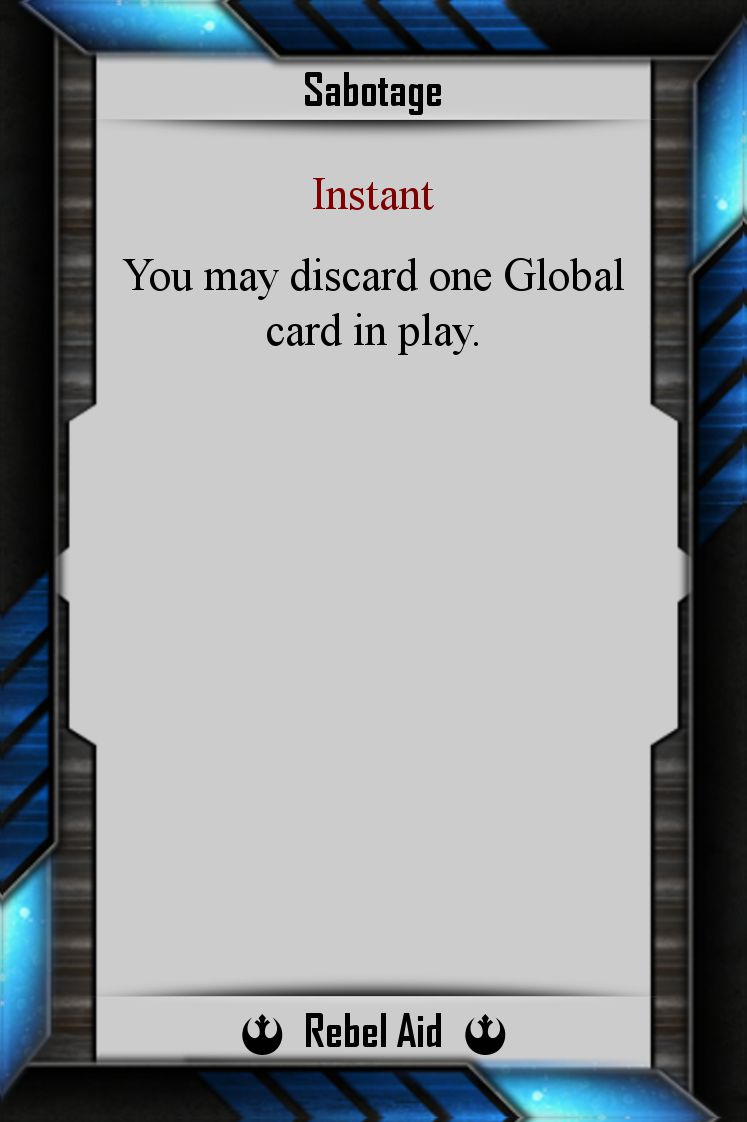 Sabotage
Instant
You may discard one Global
card in play.
Rebel Aid